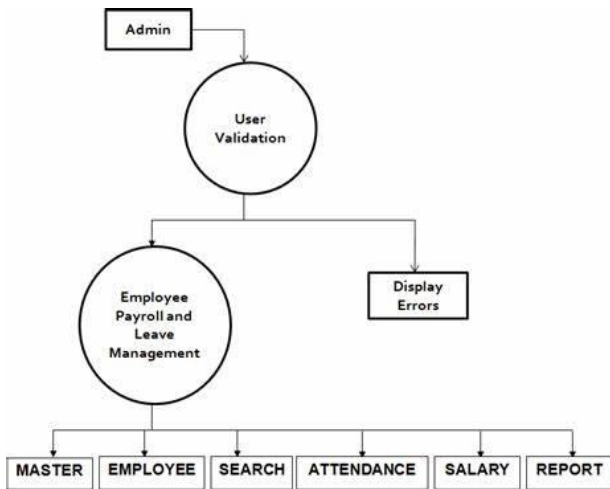 Admin
User
Validation
Employee
Payroll and
Leave
Management
Display
Errors
MASTER
EMPLOYEE
SEARCH
ATTENDANCE
SALARY
REPORT